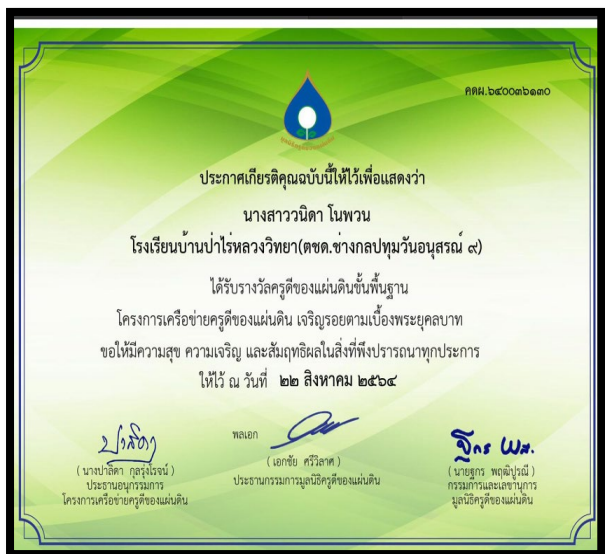 คดผ.๖๔๐๐๓๖๑๓๐
ประกาศเกียรติคุณฉบับนี้ให้ไว้เพื่อแสดงว่า
นางสาววนิดา โนพวน
โรงเรียนบ้านป่าไร่หลวงวิทยา(ตชด.ช่างกลปทุมวันอนุสรณ์ ๙)
ได้รับรางวัลครูดีของแผ่นดินขั้นพื้นฐาน
โครงการเครือข่ายครูดีของแผ่นดิน เจริญรอยตามเบื้องพระยุคลบาท
ขอให้มีความสุข ความเจริญ และสัมฤทธิผลในสิ่งที่พึงปรารถนาทุกประการ
ให้ไว้ ณ วันที่ ๒๒ สิงหาคม ๒๕๖๔
( นางปาลิดา กุลรุ่งโรจน์ )
ประธานอนุกรรมการ
โครงการเครือข่ายครูดีของแผ่นดิน
พลเอก
( เอกชัย ศรีวิลาศ )
ประธานกรรมการมูลนิธิครูดีของแผ่นดิน
( นายฐกร พฤฒิปูรณี )
กรรมการและเลขานุการ
มูลนิธิครูดีของแผ่นดิน